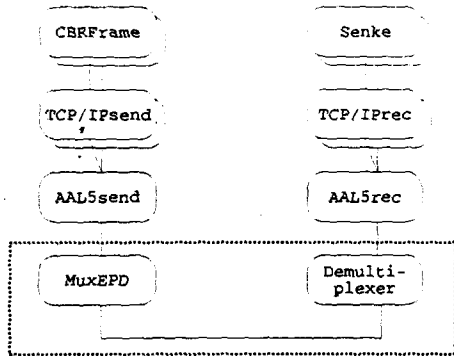 CBRFrame
Senke
TCP/IPsend
TCP/IPrec
AAL5send
AAL5rec
MuxEPD
Demulti-
plexer